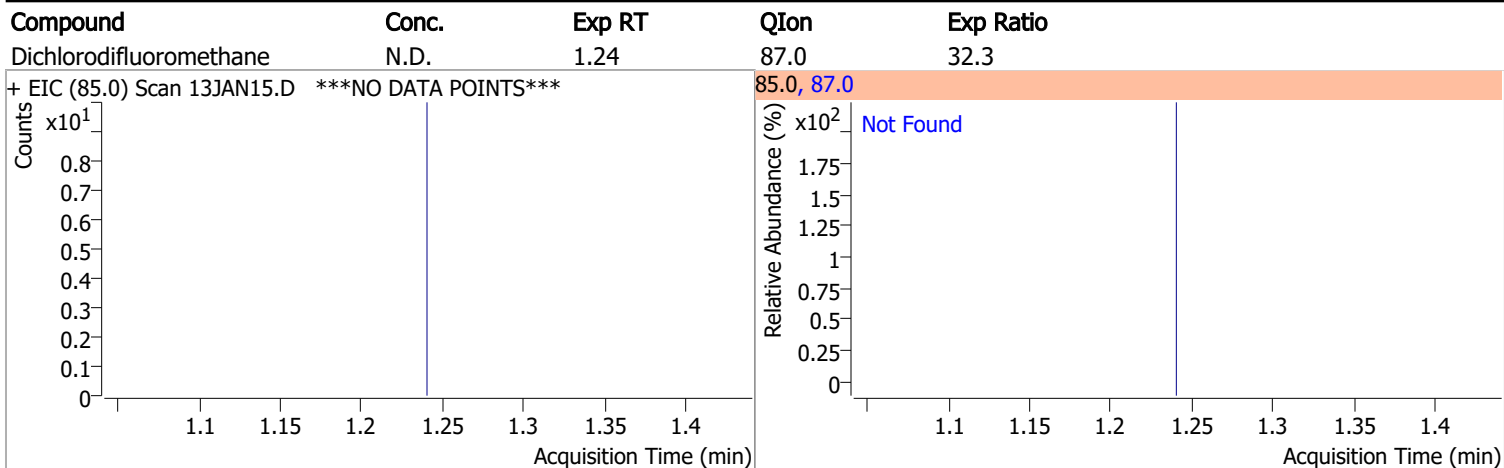 Compound Conc. Exp RT QIon Exp Ratio
Dichlorodifluoromethane N.D. 1.24 87.0 32.3
+ EIC (85.0) Scan 13JAN15.D ***NO DATA POINTS***
Counts
x10¹
0.8
0.7
0.6
0.5
0.4
0.3
0.2
0.1
0
1.1 1.15 1.2 1.25 1.3 1.35 1.4
Acquisition Time (min)
85.0, 87.0
Relative Abundance (%)
x10²
Not Found
1.75
1.5
1.25
1
0.75
0.5
0.25
0
1.1 1.15 1.2 1.25 1.3 1.35 1.4
Acquisition Time (min)